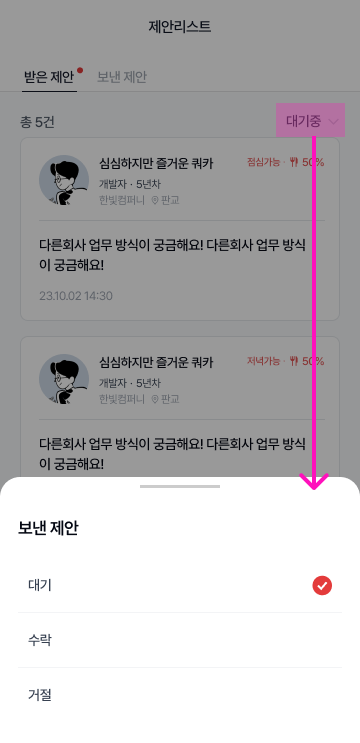 제안리스트
받은 제안 보낸 제안
총 5건 대기중
심심하지만 즐거운 쿼카 점심가능 · 50%
개발자 · 5년차
한빛컴퍼니 판교
다른회사 업무 방식이 궁금해요! 다른회사 업무 방식
이 궁금해요!
23.10.02 14:30
심심하지만 즐거운 쿼카 저녁가능 · 50%
개발자 · 5년차
한빛컴퍼니 판교
다른회사 업무 방식이 궁금해요! 다른회사 업무 방식
이 궁금해요!
보낸 제안
대기
수락
거절